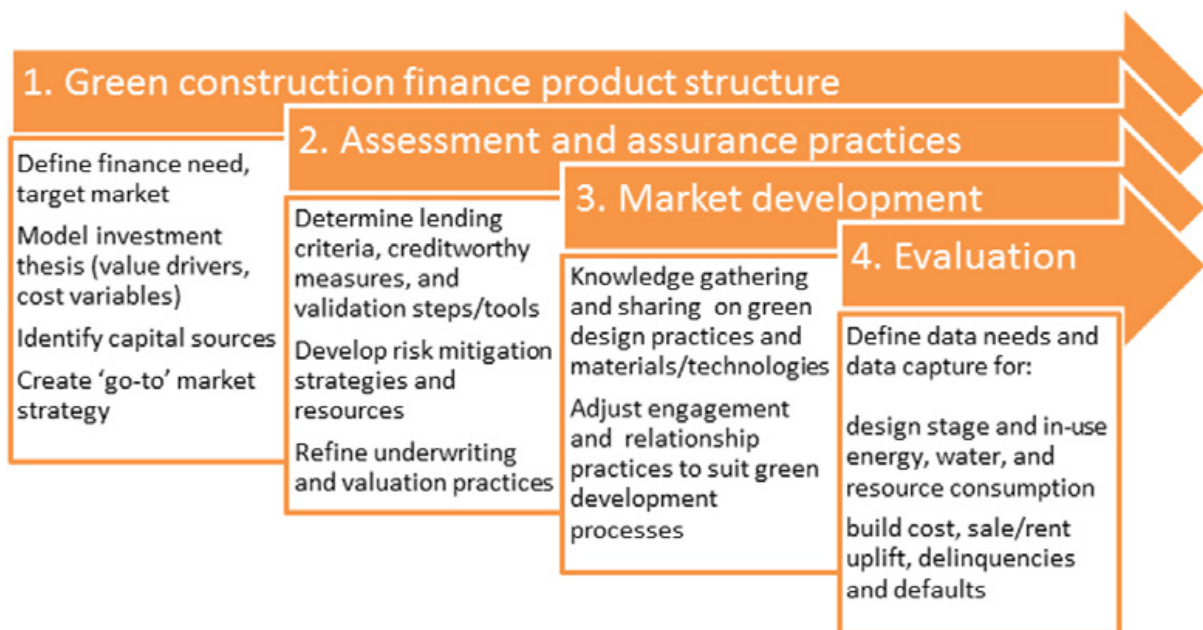 1. Green construction finance product structure
Define finance need,
target market
Model investment
thesis (value drivers,
cost variables)
Identify capital sources
Create ‘go-to’ market
strategy
2. Assessment and assurance practices
Determine lending
criteria, creditworthy
measures, and
validation steps/tools
Develop risk mitigation
strategies and
resources
Refine underwriting
and valuation practices
3. Market development
Knowledge gathering
and sharing on green
design practices and
materials/technologies
Adjust engagement
and relationship
practices to suit green
development
processes
4. Evaluation
Define data needs and
data capture for:
design stage and in-use
energy, water, and
resource consumption
build cost, sale/rent
uplift, delinquencies
and defaults